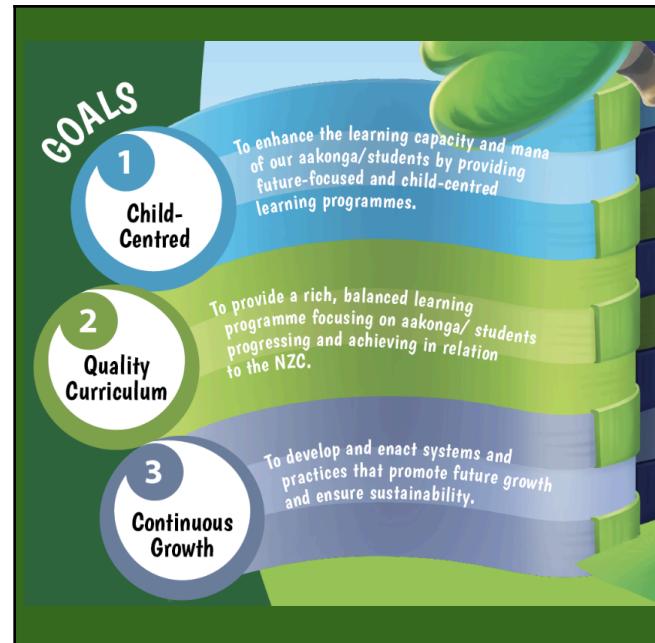 GOALS
1
Child-
Centred
To enhance the learning capacity and mana
of our aakonga/students by providing
future-focused and child-centred
learning programmes.
2
Quality
Curriculum
To provide a rich, balanced learning
programme focusing on aakonga/ students
progressing and achieving in relation
to the NZC.
3
Continuous
Growth
To develop and enact systems and
practices that promote future growth
and ensure sustainability.